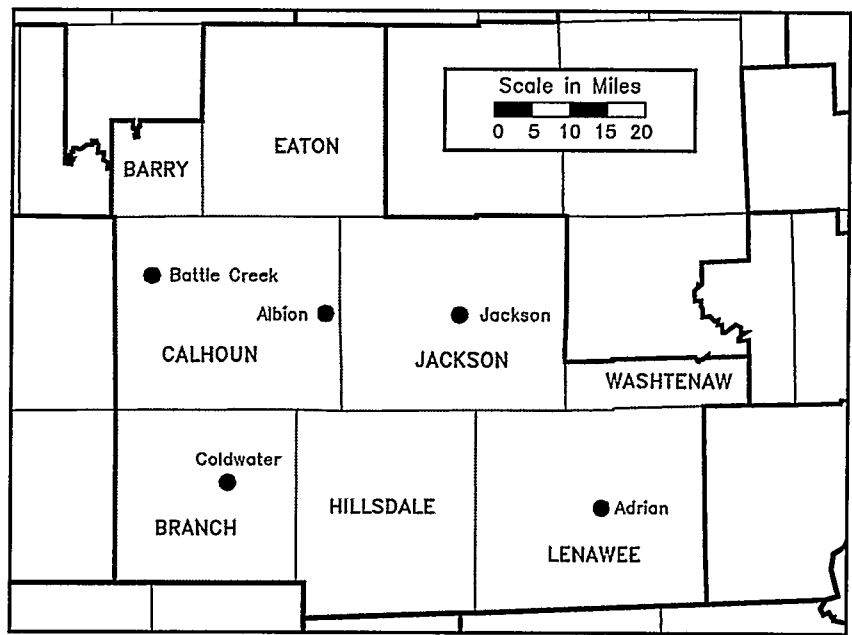 Scale in Miles
0 5 10 15 20
EATON
BARRY
Battle Creek
Albion
Jackson
CALHOUN
JACKSON
WASHTENAW
Coldwater
HILLSDALE
Adrian
BRANCH
LENAWEE